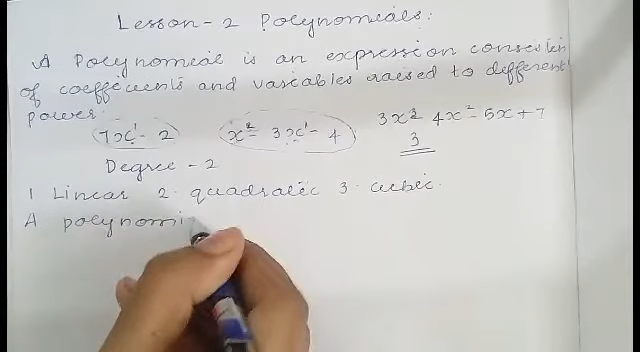 Lesson-2 Polynomials:
A Polynomial is an expression consistin
of coefficients and variables raised to different
power.
7x¹-2 x²-3x¹-4 3x³-4x²-5x+7
3
Degree-2
1 Linear 2. quadratic 3. cubic.
A polynomi